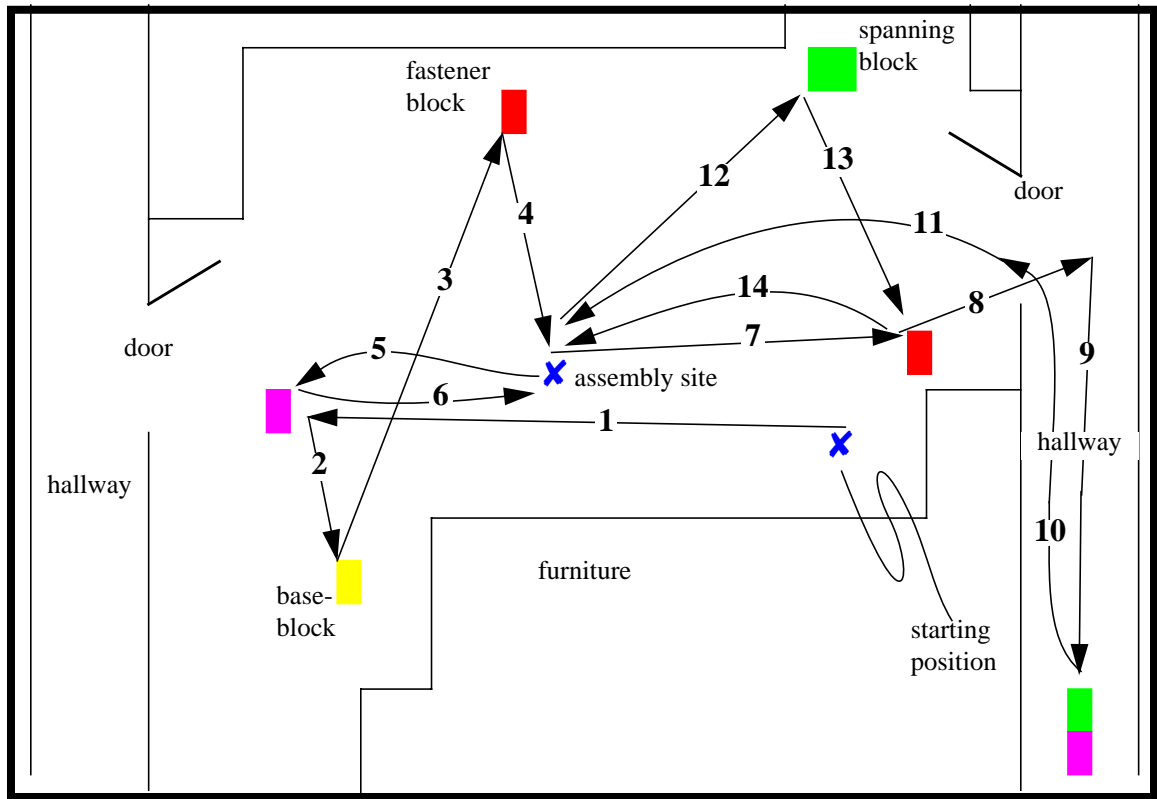 spanning
block
fastener
block
13
12
door
4
11
3
14
8
7
door
5
9
assembly site
6
1
hallway
2
hallway
10
furniture
base-
block
starting
position